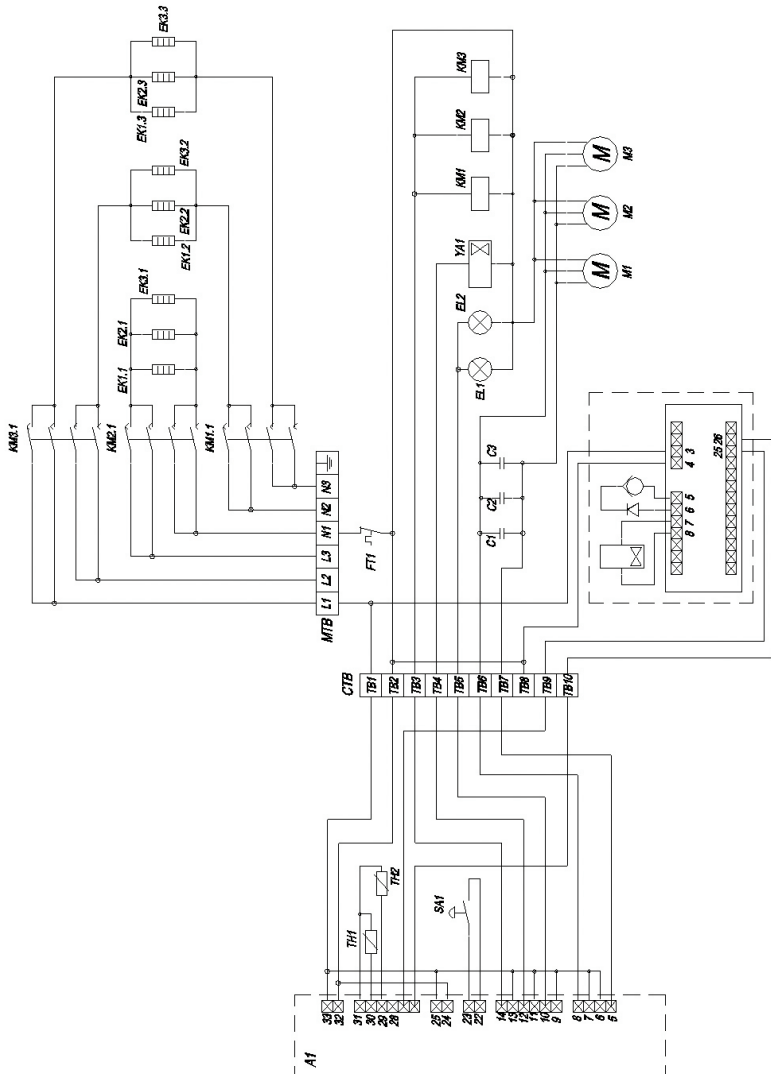 EK3.3
EK2.3
EK1.3
EK3.2
EK2.2
EK1.2
EK3.1
EK2.1
EK1.1
KM3.1
KM2.1
KM1.1
KM3
KM2
KM1
YA1
EL2
EL1
M M3
M M2
M M1
MTB
L1 L2 L3 N1 N2 N3
FT1
C3
C2
C1
CTB
TB1 TB2 TB3 TB4 TB5 TB6 TB7 TB8 TB9 TB10
4 3
8 7 6 5
25 26
TH1
TH2
SA1
A1
33 32 31 30 29 28 25 24 23 22 14 13 12 11 10 9 8 7 6 5